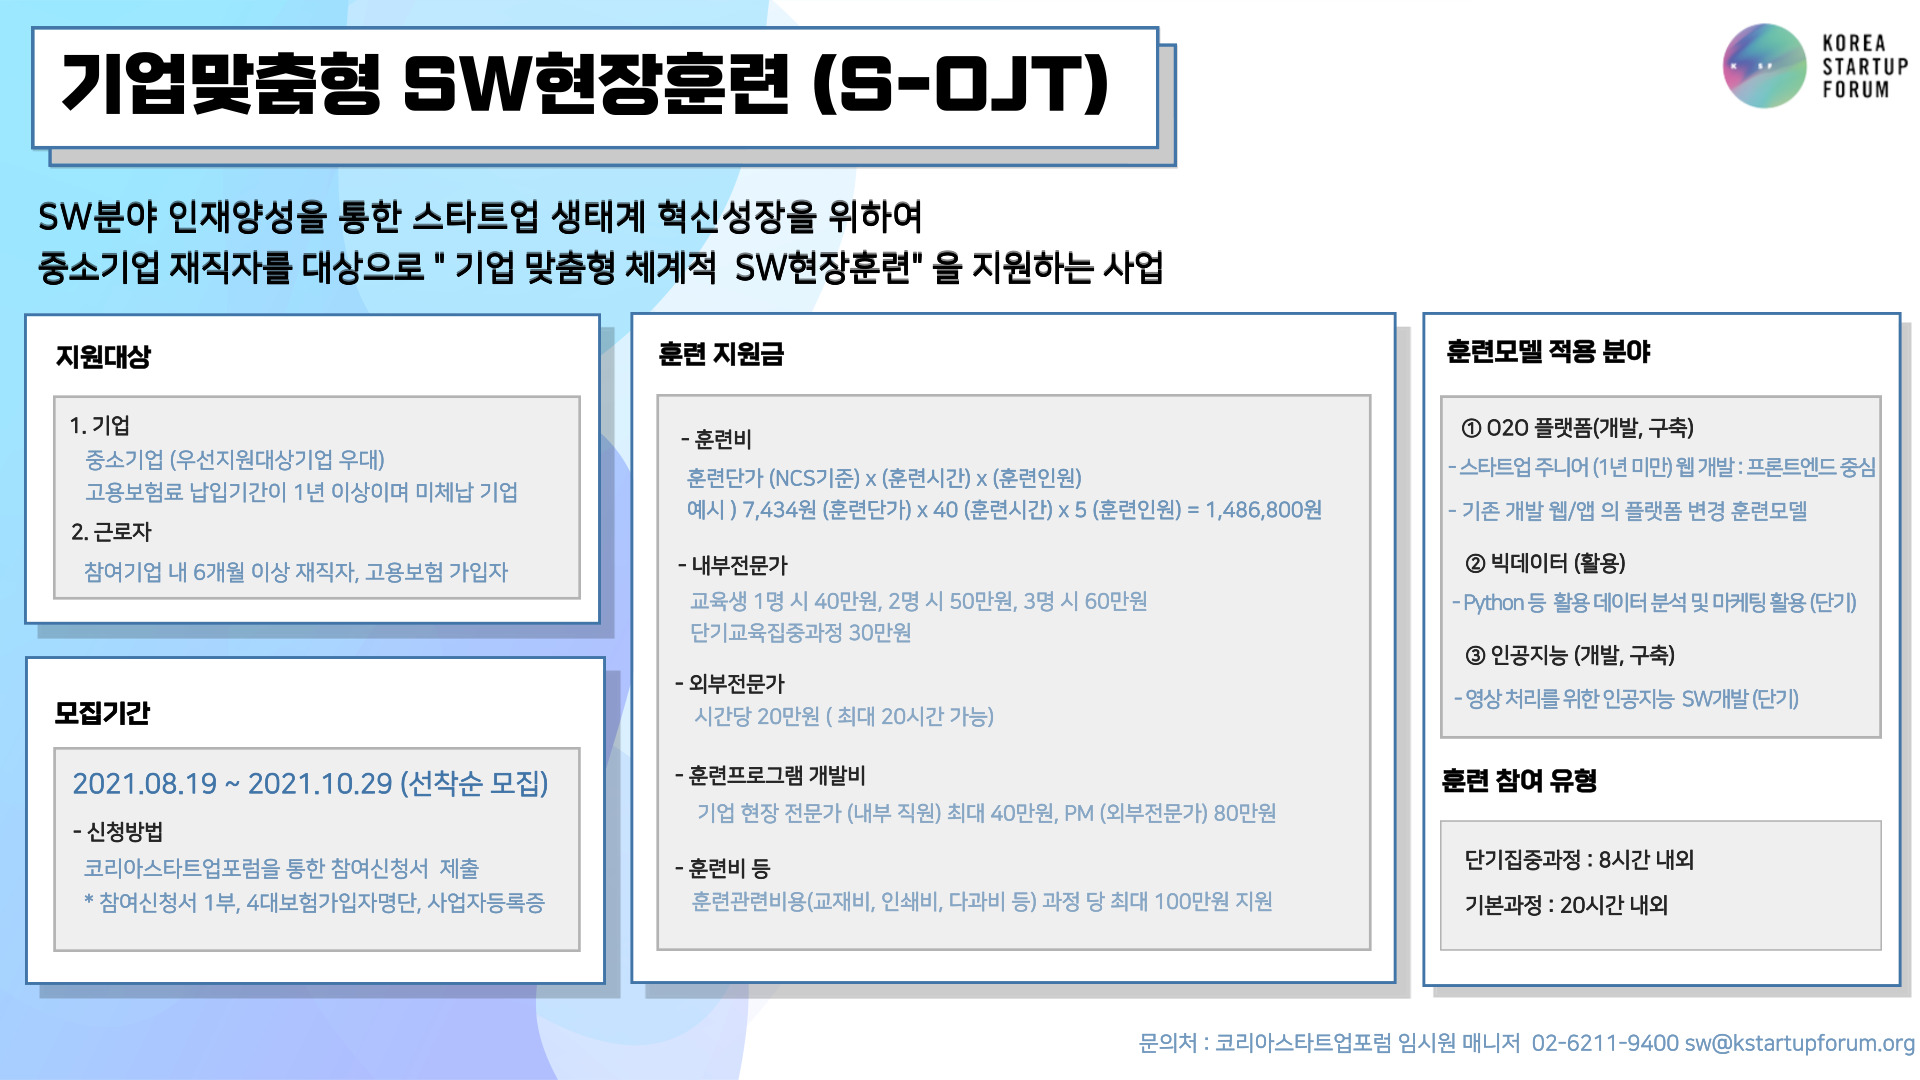 기업맞춤형 SW현장훈련 (S-OJT)
KOREA
STARTUP
FORUM
K SF
SW분야 인재양성을 통한 스타트업 생태계 혁신성장을 위하여
중소기업 재직자를 대상으로 " 기업 맞춤형 체계적 SW현장훈련" 을 지원하는 사업
지원대상
1. 기업
중소기업 (우선지원대상기업 우대)
고용보험료 납입기간이 1년 이상이며 미체납 기업
2. 근로자
참여기업 내 6개월 이상 재직자, 고용보험 가입자
모집기간
2021.08.19 ~ 2021.10.29 (선착순 모집)
- 신청방법
코리아스타트업포럼을 통한 참여신청서 제출
* 참여신청서 1부, 4대보험가입자명단, 사업자등록증
훈련 지원금
- 훈련비
훈련단가 (NCS기준) x (훈련시간) x (훈련인원)
예시 ) 7,434원 (훈련단가) x 40 (훈련시간) x 5 (훈련인원) = 1,486,800원
- 내부전문가
교육생 1명 시 40만원, 2명 시 50만원, 3명 시 60만원
단기교육집중과정 30만원
- 외부전문가
시간당 20만원 ( 최대 20시간 가능)
- 훈련프로그램 개발비
기업 현장 전문가 (내부 직원) 최대 40만원, PM (외부전문가) 80만원
- 훈련비 등
훈련관련비용(교재비, 인쇄비, 다과비 등) 과정 당 최대 100만원 지원
훈련모델 적용 분야
① O2O 플랫폼(개발, 구축)
- 스타트업 주니어 (1년 미만) 웹 개발 : 프론트엔드 중심
- 기존 개발 웹/앱 의 플랫폼 변경 훈련모델
② 빅데이터 (활용)
- Python 등 활용 데이터 분석 및 마케팅 활용 (단기)
③ 인공지능 (개발, 구축)
- 영상 처리를 위한 인공지능 SW개발 (단기)
훈련 참여 유형
단기집중과정 : 8시간 내외
기본과정 : 20시간 내외
문의처 : 코리아스타트업포럼 임시원 매니저 02-6211-9400 sw@kstartupforum.org